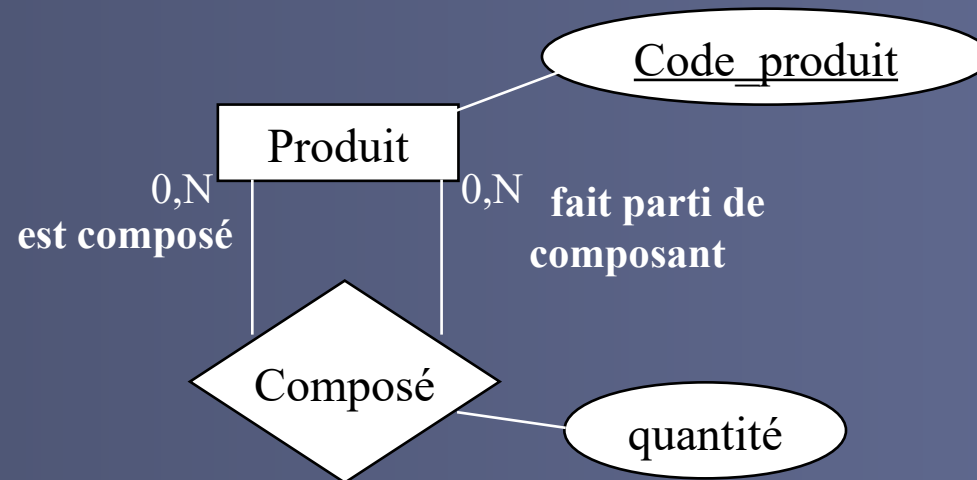 Code_produit
Produit
0,N
0,N
est composé
fait parti de
composant
Composé
quantité